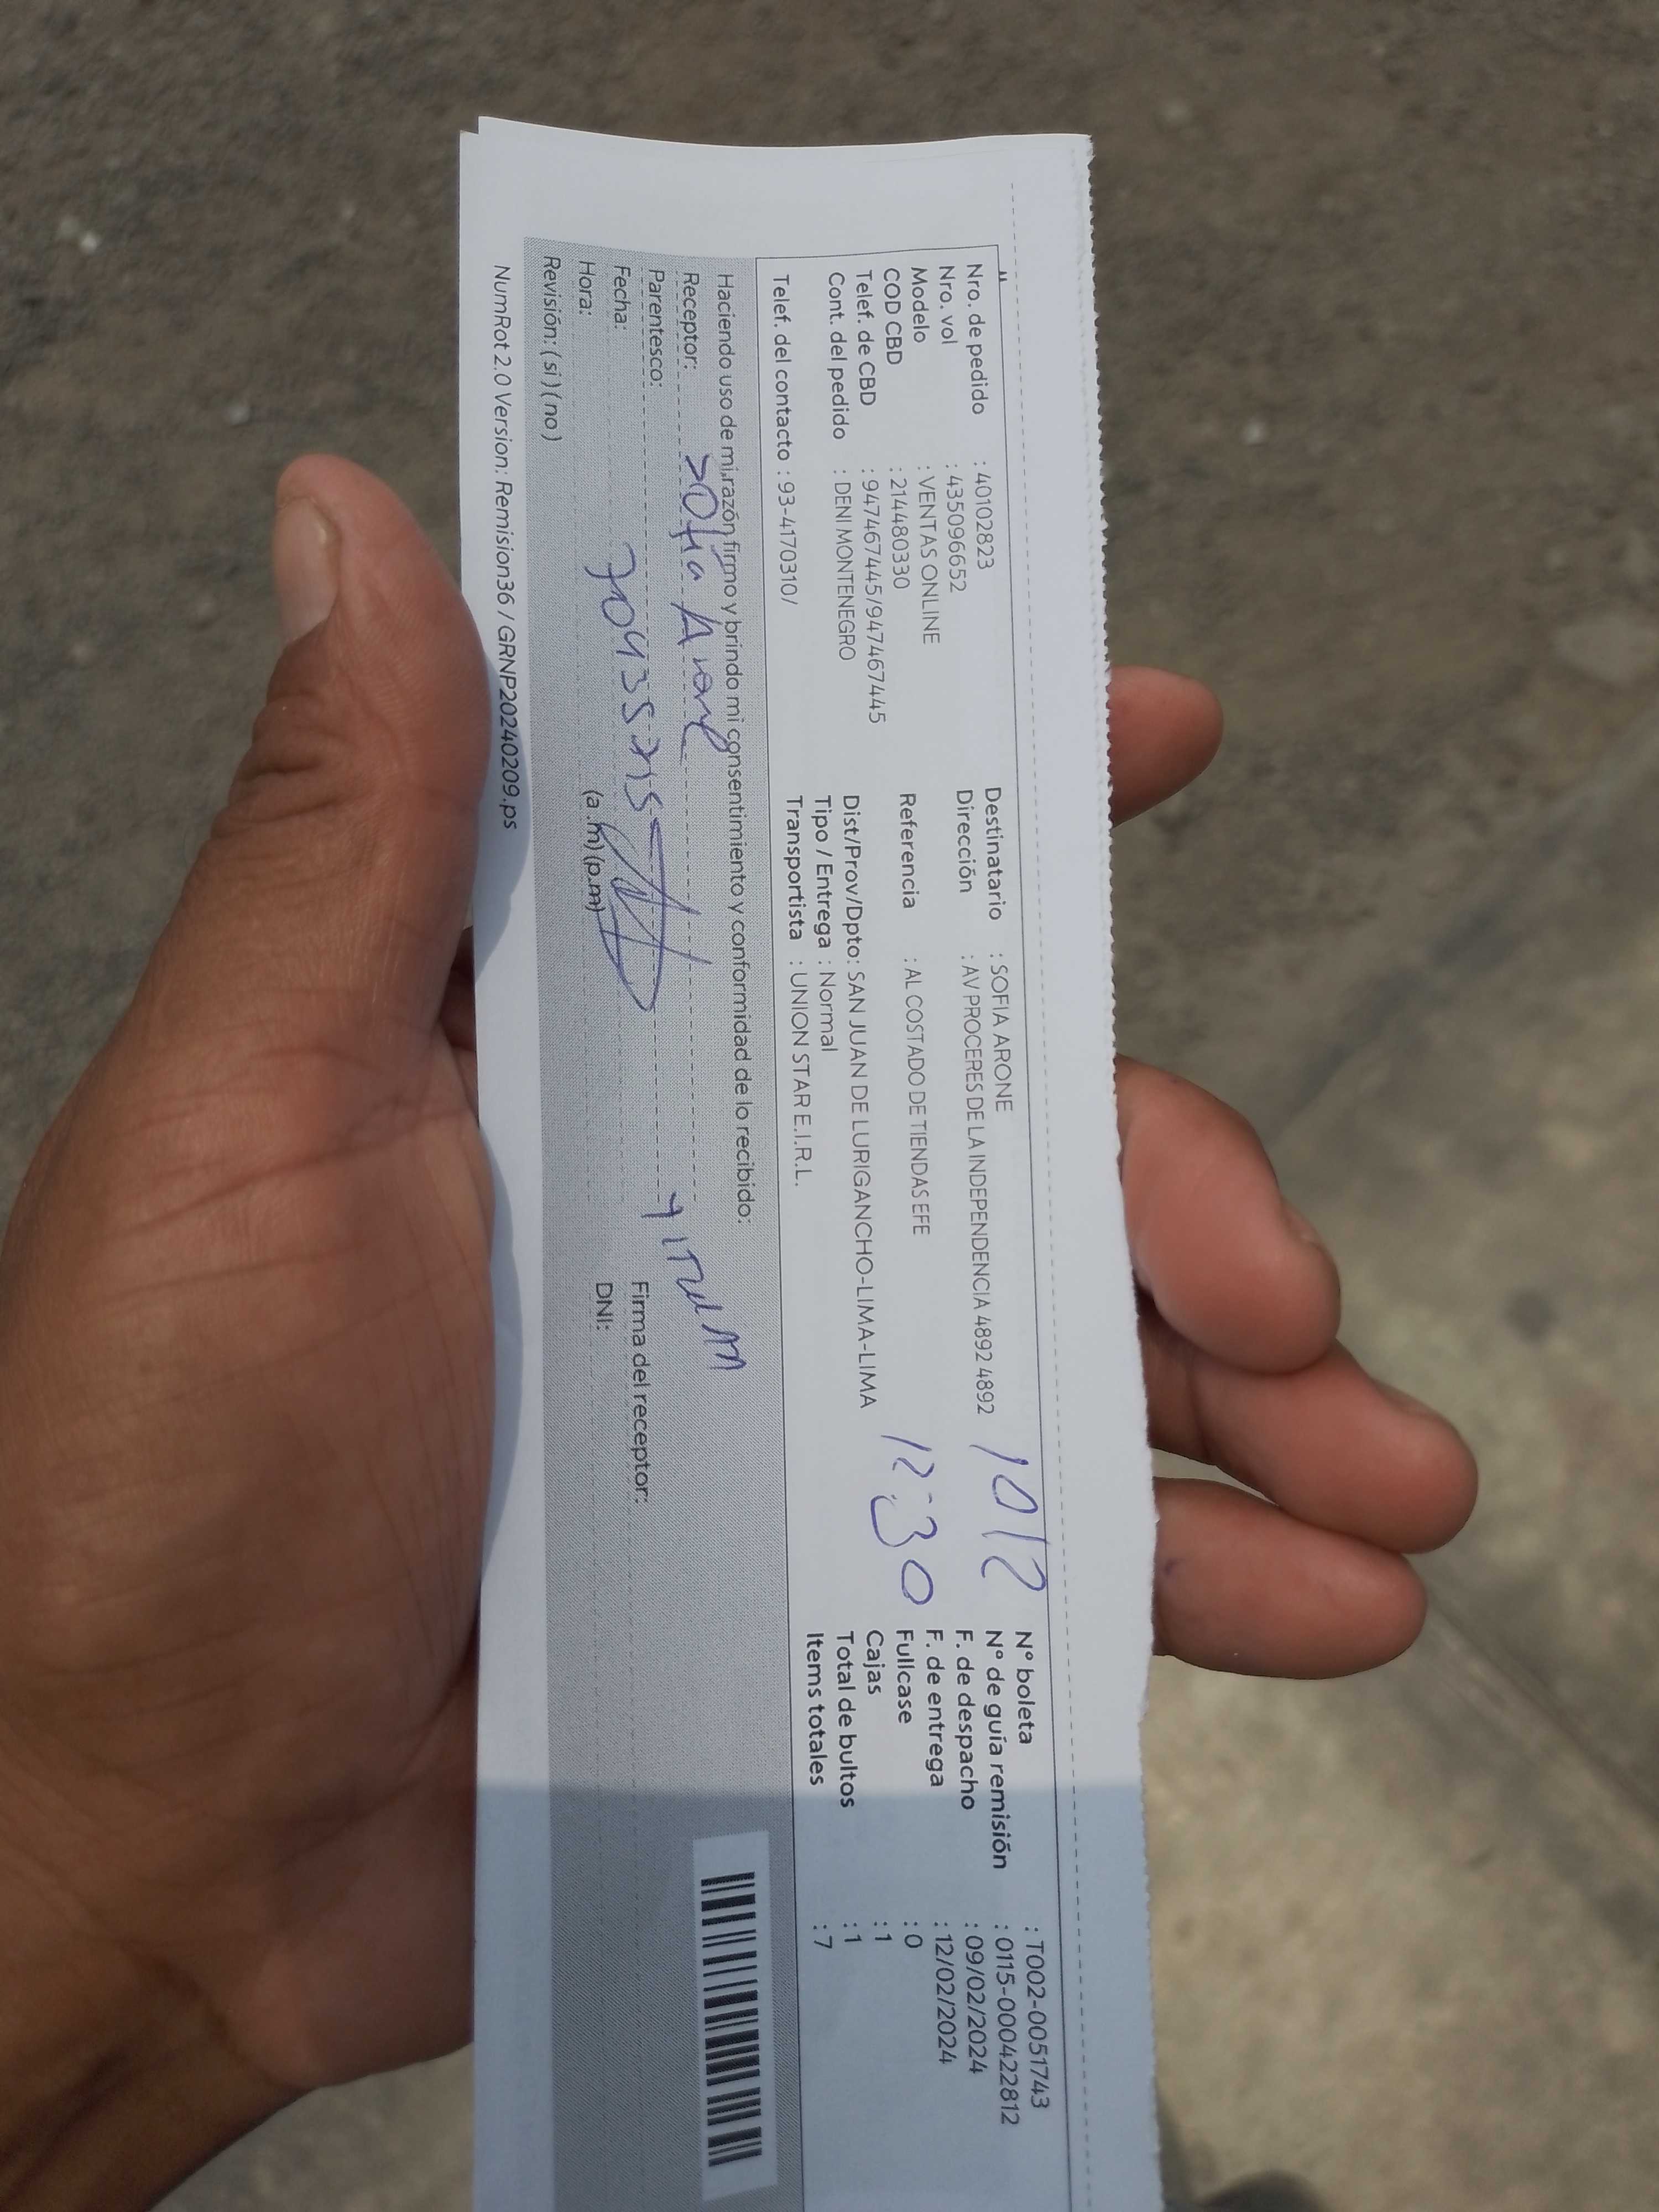 Nro. de pedido : 40102823
Nro. vol : 435096652
Modelo : VENTAS ONLINE
COD CBD : 214480330
Telef. de CBD : 947467445/947467445
Cont. del pedido : DENI MONTENEGRO
Telef. del contacto : 93-4170310/
Destinatario : SOFIA ARONE
Dirección : AV PROCERES DE LA INDEPENDENCIA 4892 4892
Referencia : AL COSTADO DE TIENDAS EFE
Dist/Prov/Dpto: SAN JUAN DE LURIGANCHO-LIMA-LIMA
Tipo / Entrega : Normal
Transportista : UNION STAR E.I.R.L.
12:30
N° boleta : T002-0051743
N° de guía remisión : 0115-000422812
F. de despacho : 09/02/2024
F. de entrega : 12/02/2024
Fullcase : 0
Cajas : 1
Total de bultos : 1
Items totales : 7
Haciendo uso de mi razón firmo y brindo mi consentimiento y conformidad de lo recibido:
Receptor: Sofia Arone
Parentesco:
Fecha:
Hora: (a .m) (p.m)
Revisión: ( sí ) ( no )
Firma del receptor:
DNI:
NumRot 2.0 Version: Remision36 / GRNP20240209.ps